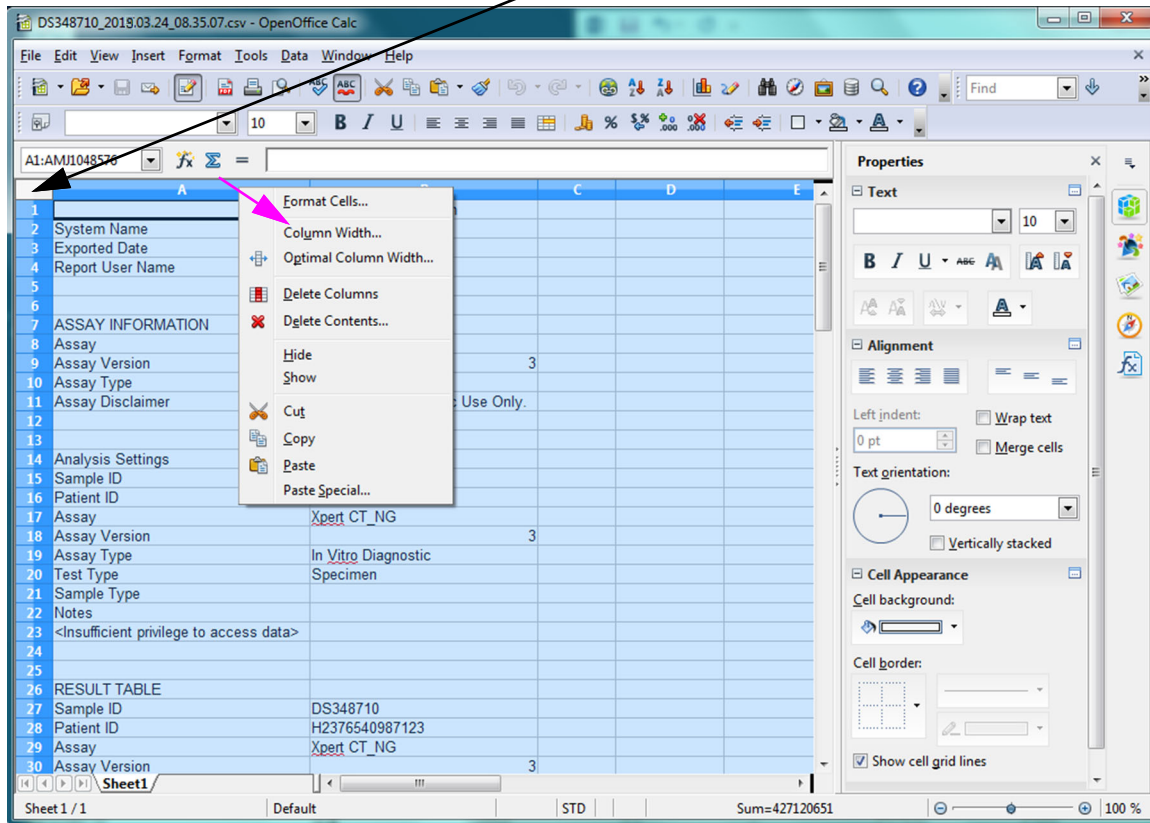 DS348710_2018.03.24_08.35.07.csv - OpenOffice Calc
File Edit View Insert Format Tools Data Window Help
Find
10
A1:AMJ1048576
Properties
A C D E
Text
10
1
2 System Name
3 Exported Date
4 Report User Name
5
6
7 ASSAY INFORMATION
8 Assay
9 Assay Version 3
10 Assay Type
11 Assay Disclaimer Use Only.
12
13
14 Analysis Settings
15 Sample ID
16 Patient ID
17 Assay Xpert CT_NG
18 Assay Version 3
19 Assay Type In Vitro Diagnostic
20 Test Type Specimen
21 Sample Type
22 Notes
23 <Insufficient privilege to access data>
24
25
26 RESULT TABLE
27 Sample ID DS348710
28 Patient ID H2376540987123
29 Assay Xpert CT_NG
30 Assay Version 3
Format Cells...
Column Width...
Optimal Column Width...
Delete Columns
Delete Contents...
Hide
Show
Cut
Copy
Paste
Paste Special...
Alignment
Left indent:
0 pt
Wrap text
Merge cells
Text orientation:
0 degrees
Vertically stacked
Cell Appearance
Cell background:
Cell border:
Show cell grid lines
Sheet1
Sheet 1 / 1 Default STD Sum=427120651 100 %